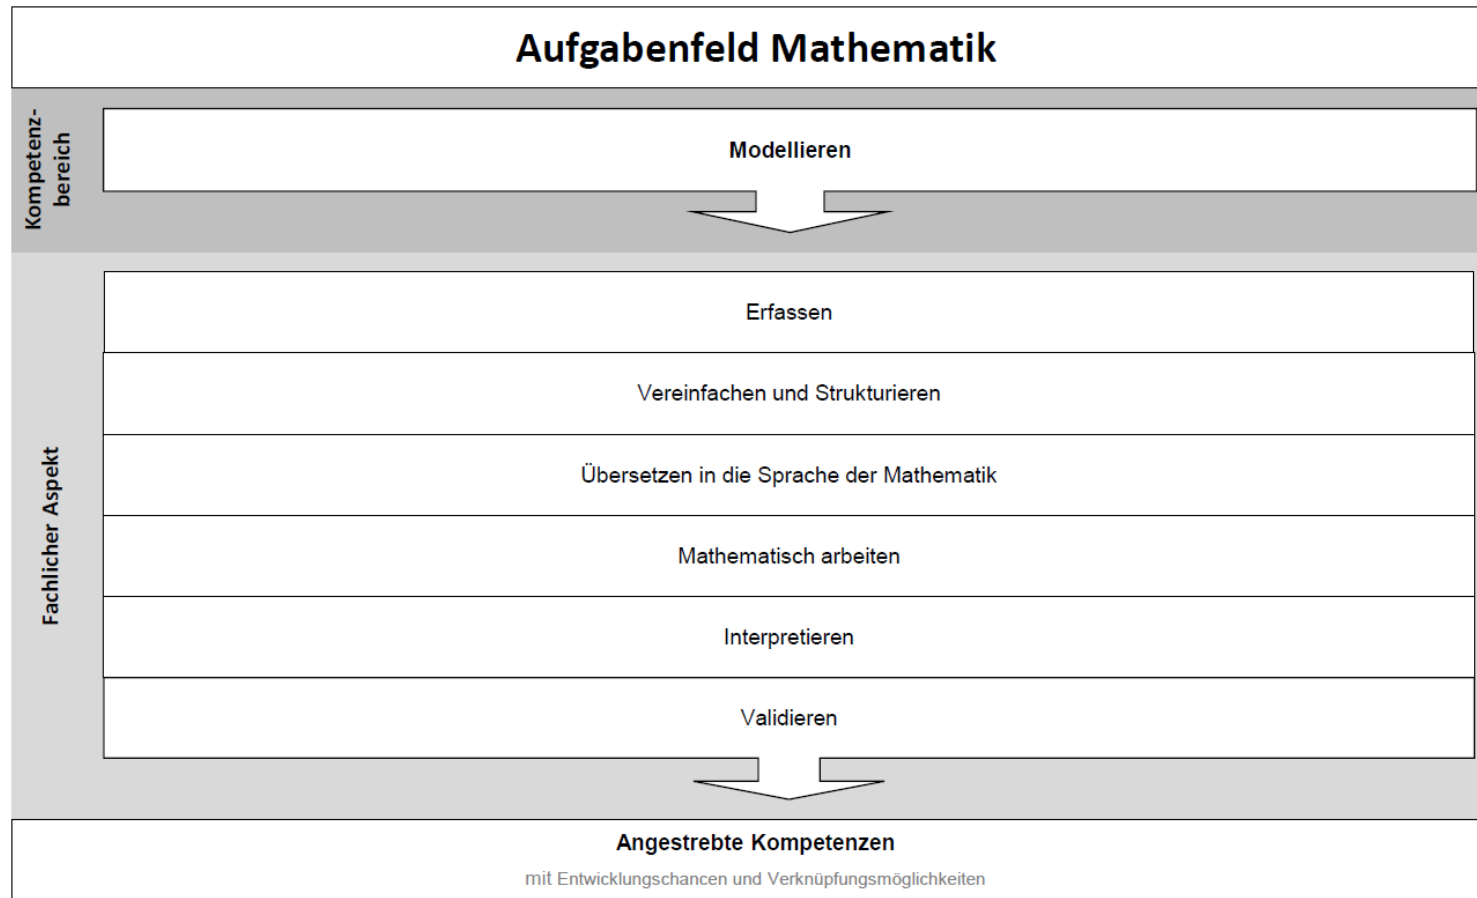 Aufgabenfeld Mathematik
Kompetenz-
bereich
Modellieren
Fachlicher Aspekt
Erfassen
Vereinfachen und Strukturieren
Übersetzen in die Sprache der Mathematik
Mathematisch arbeiten
Interpretieren
Validieren
Angestrebte Kompetenzen
mit Entwicklungschancen und Verknüpfungsmöglichkeiten